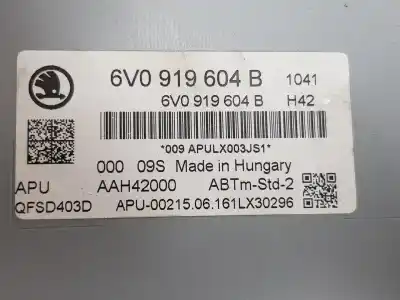 6V0 919 604 B 1041
6V0 919 604 B H42
*009 APULX003JS1*
000 09S Made in Hungary
APU AAH42000 ABTm-Std-2
QFSD403D APU-00215.06.161LX30296